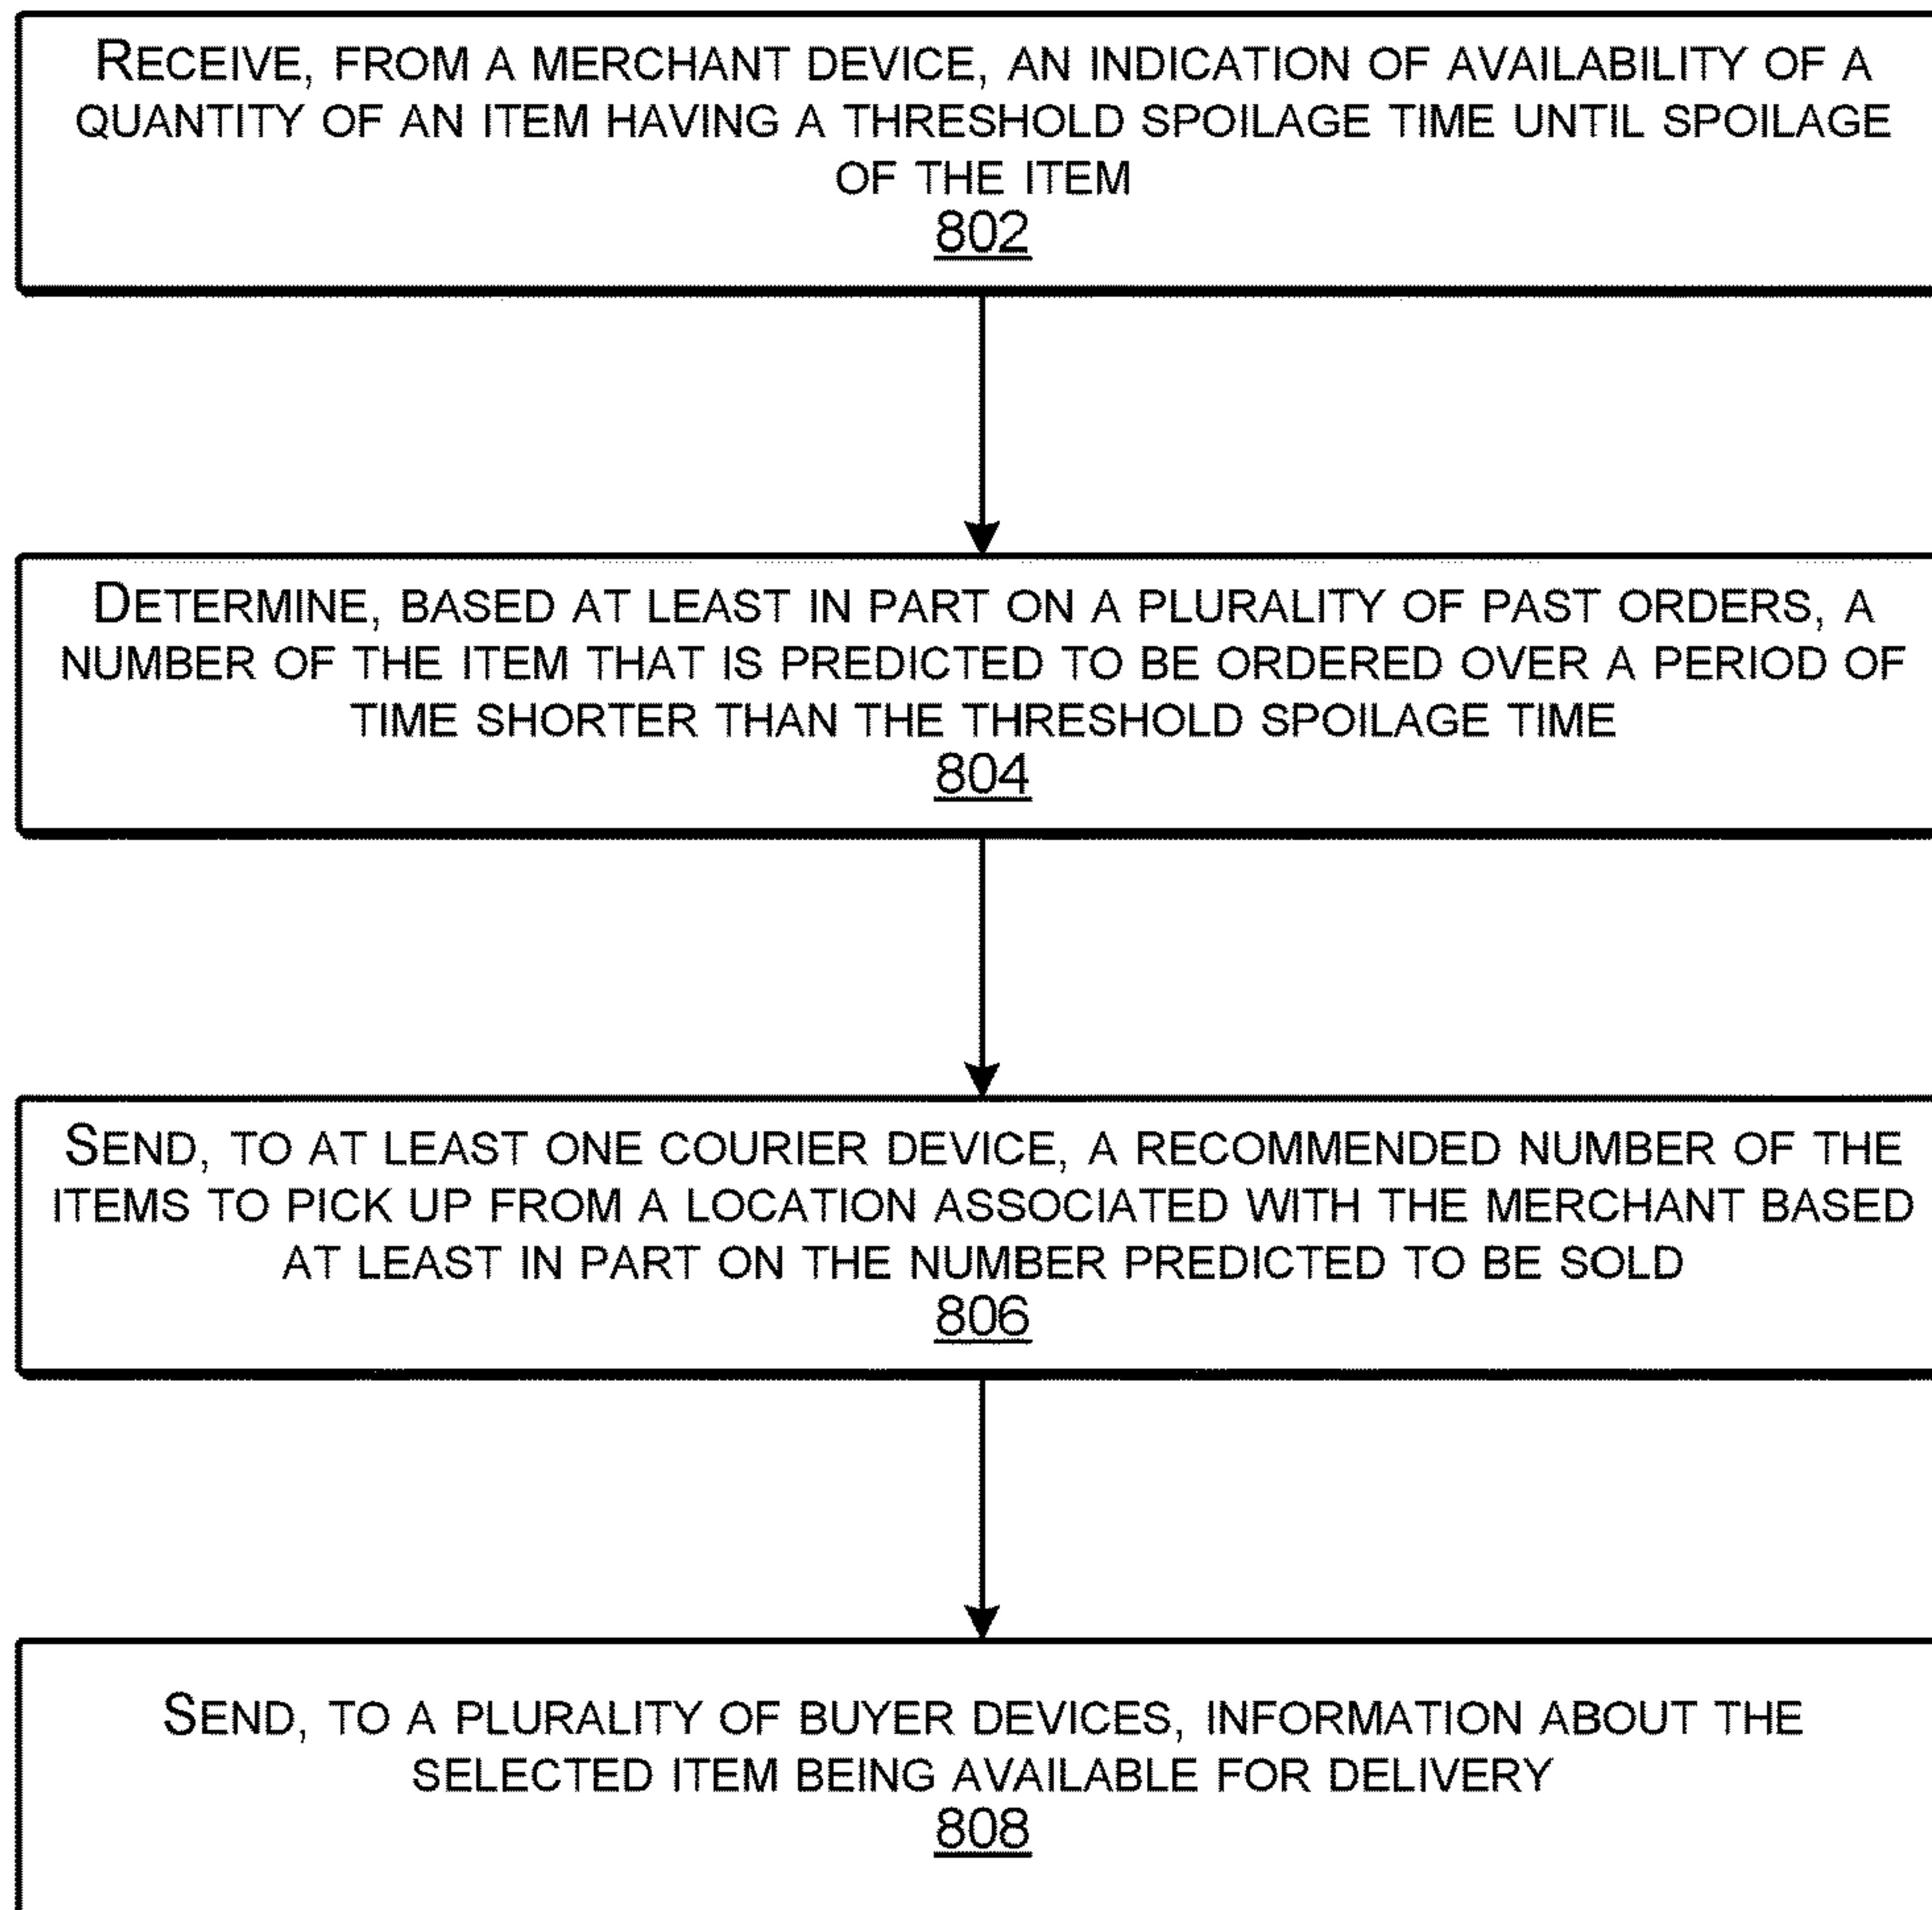 RECEIVE, FROM A MERCHANT DEVICE, AN INDICATION OF AVAILABILITY OF A
QUANTITY OF AN ITEM HAVING A THRESHOLD SPOILAGE TIME UNTIL SPOILAGE
OF THE ITEM
802
DETERMINE, BASED AT LEAST IN PART ON A PLURALITY OF PAST ORDERS, A
NUMBER OF THE ITEM THAT IS PREDICTED TO BE ORDERED OVER A PERIOD OF
TIME SHORTER THAN THE THRESHOLD SPOILAGE TIME
804
SEND, TO AT LEAST ONE COURIER DEVICE, A RECOMMENDED NUMBER OF THE
ITEMS TO PICK UP FROM A LOCATION ASSOCIATED WITH THE MERCHANT BASED
AT LEAST IN PART ON THE NUMBER PREDICTED TO BE SOLD
806
SEND, TO A PLURALITY OF BUYER DEVICES, INFORMATION ABOUT THE
SELECTED ITEM BEING AVAILABLE FOR DELIVERY
808